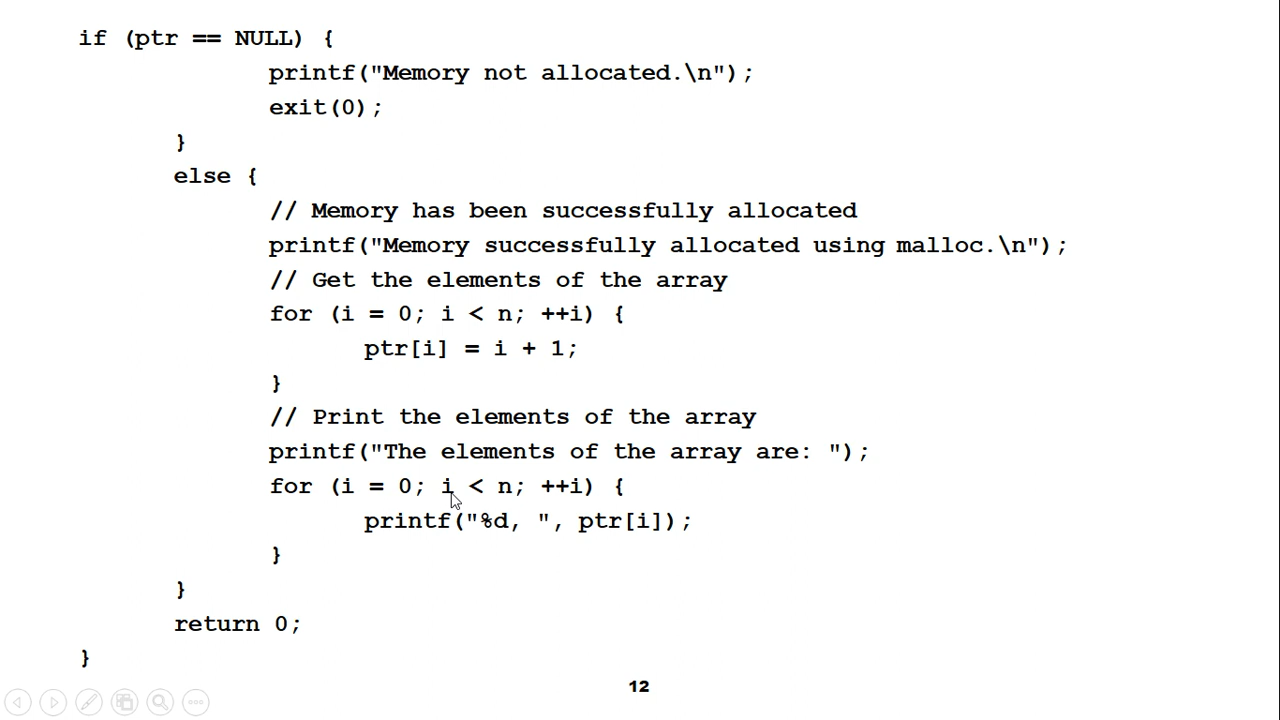 if (ptr == NULL) {
printf("Memory not allocated.\n");
exit(0);
}
else {
// Memory has been successfully allocated
printf("Memory successfully allocated using malloc.\n");
// Get the elements of the array
for (i = 0; i < n; ++i) {
ptr[i] = i + 1;
}
// Print the elements of the array
printf("The elements of the array are: ");
for (i = 0; i < n; ++i) {
printf("%d, ", ptr[i]);
}
}
return 0;
}
12